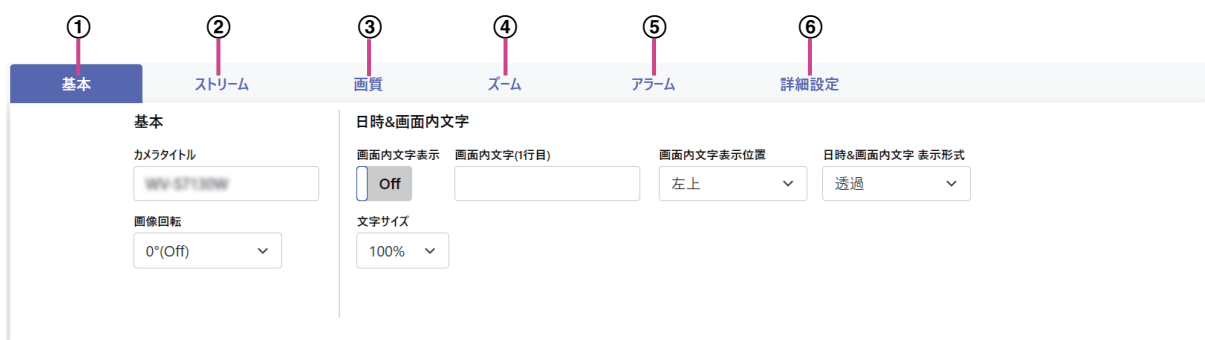 ① ② ③ ④ ⑤ ⑥
基本 ストリーム 画質 ズーム アラーム 詳細設定
基本 日時&画面内文字
カメラタイトル 画面内文字表示 画面内文字(1行目) 画面内文字表示位置 日時&画面内文字 表示形式
Off 左上 透過
画像回転 文字サイズ
0°(Off) 100%